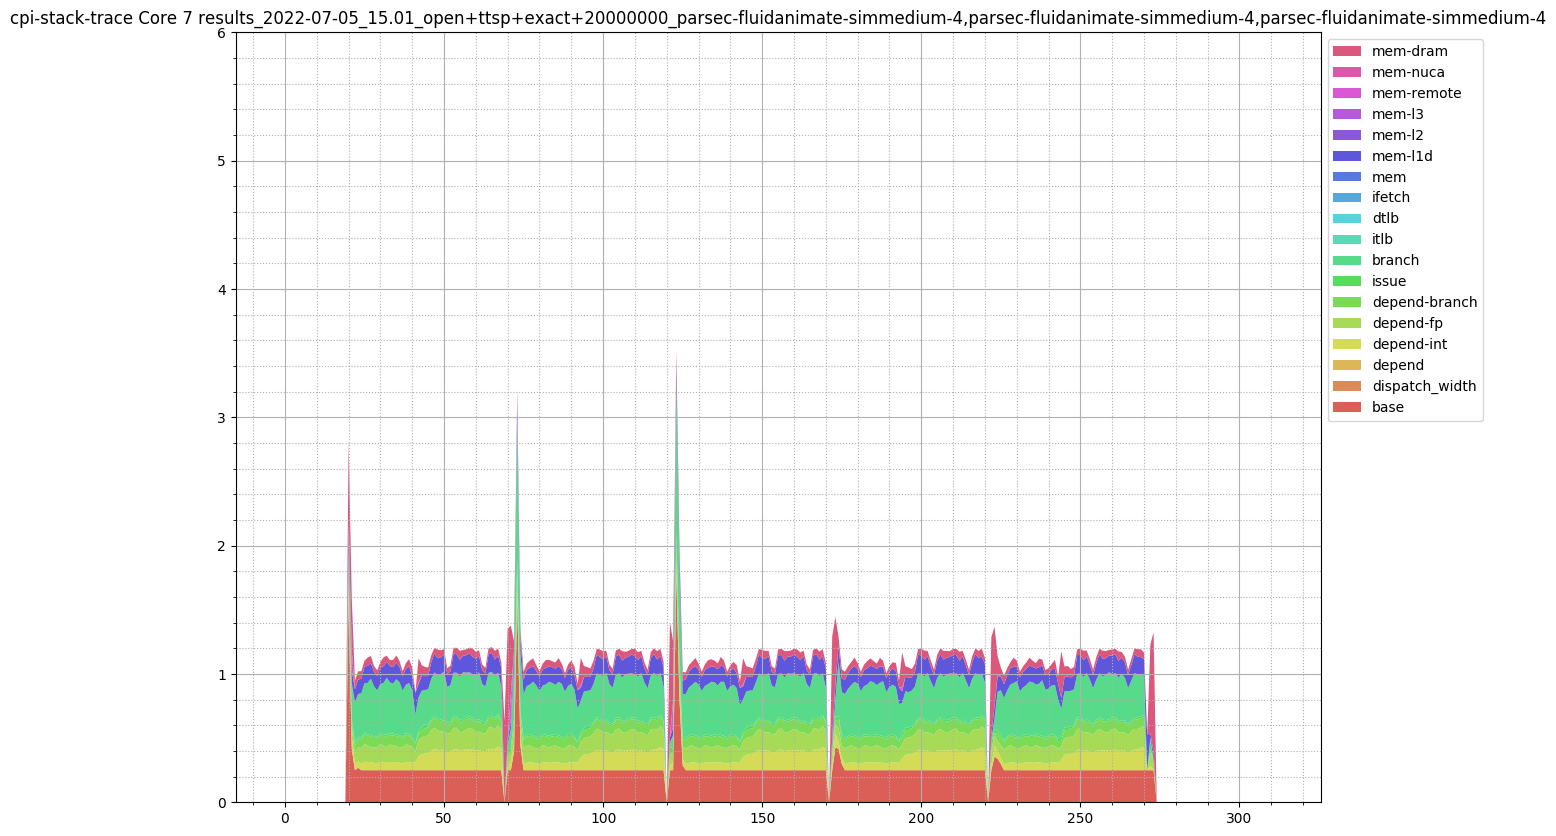 cpi-stack-trace Core 7 results_2022-07-05_15.01_open+ttsp+exact+20000000_parsec-fluidanimate-simmedium-4,parsec-fluidanimate-simmedium-4,parsec-fluidanimate-simmedium-4
6
5
4
3
2
1
0
0 50 100 150 200 250 300
mem-dram
mem-nuca
mem-remote
mem-l3
mem-l2
mem-l1d
mem
ifetch
dtlb
itlb
branch
issue
depend-branch
depend-fp
depend-int
depend
dispatch_width
base